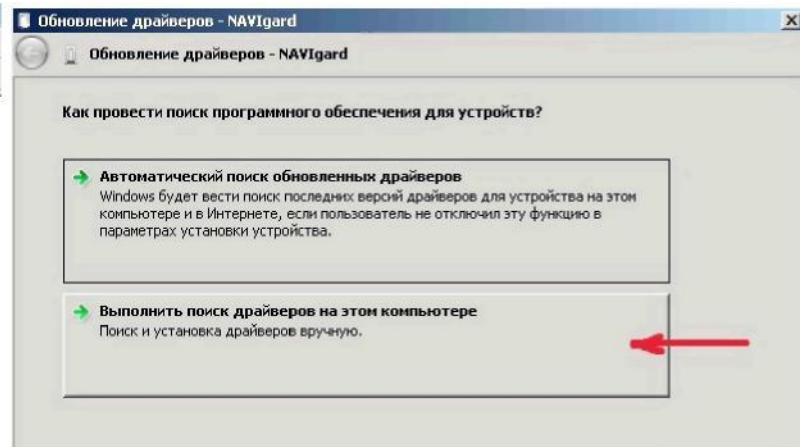 Обновление драйверов - NAVIgard
Обновление драйверов - NAVIgard
Как провести поиск программного обеспечения для устройств?
Автоматический поиск обновленных драйверов
Windows будет вести поиск последних версий драйверов для устройства на этом
компьютере и в Интернете, если пользователь не отключил эту функцию в
параметрах установки устройства.
Выполнить поиск драйверов на этом компьютере
Поиск и установка драйверов вручную.